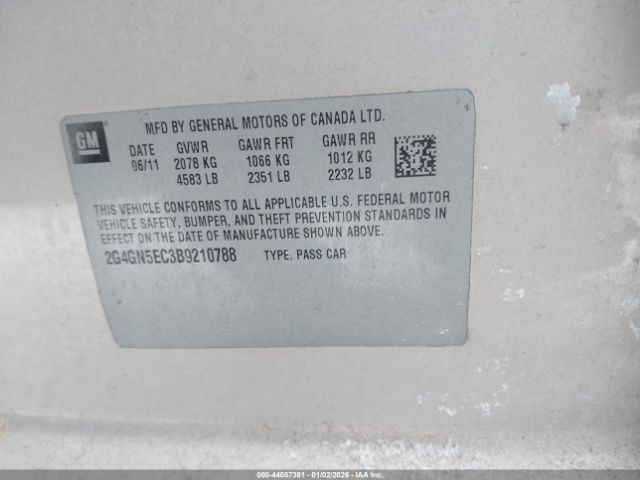 GM
MFD BY GENERAL MOTORS OF CANADA LTD.
DATE GVWR GAWR FRT GAWR RR
06/11 2078 KG 1066 KG 1012 KG
4583 LB 2351 LB 2232 LB
THIS VEHICLE CONFORMS TO ALL APPLICABLE U.S. FEDERAL MOTOR
VEHICLE SAFETY, BUMPER, AND THEFT PREVENTION STANDARDS IN
EFFECT ON THE DATE OF MANUFACTURE SHOWN ABOVE.
2G4GN5EC3B9210788 TYPE: PASS CAR
000-44057381 - 01/02/2026 - IAAI.com